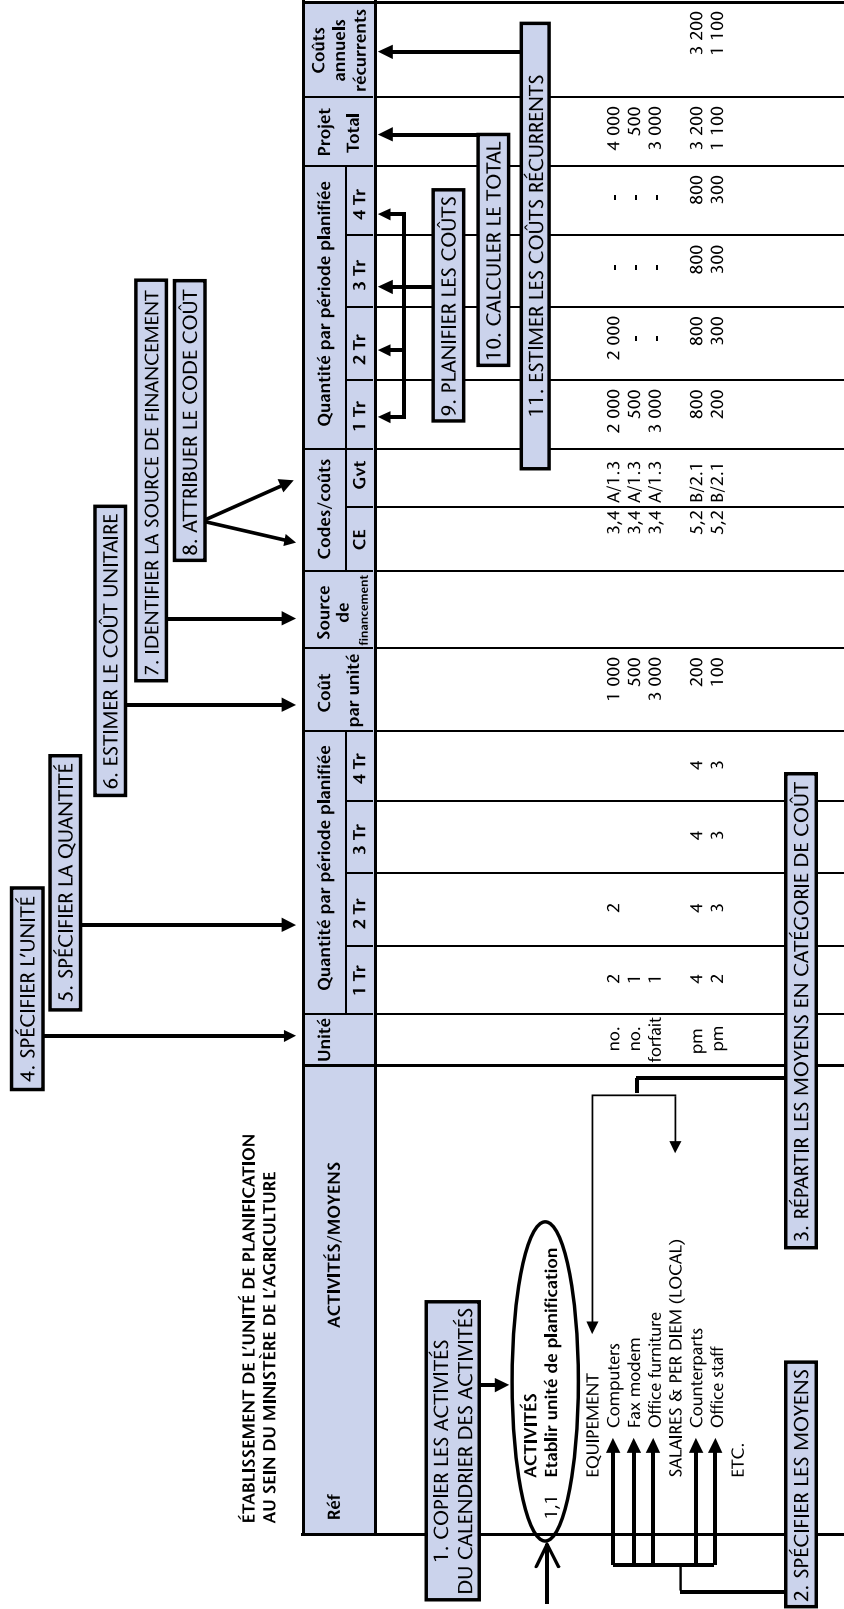 4. SPÉCIFIER L'UNITÉ
5. SPÉCIFIER LA QUANTITÉ
6. ESTIMER LE COÛT UNITAIRE
7. IDENTIFIER LA SOURCE DE FINANCEMENT
8. ATTRIBUER LE CODE COÛT
ÉTABLISSEMENT DE L'UNITÉ DE PLANIFICATION
AU SEIN DU MINISTÈRE DE L'AGRICULTURE
Réf
ACTIVITÉS/MOYENS
Unité
Quantité par période planifiée
1 Tr
2 Tr
3 Tr
4 Tr
Coût
par unité
Source
de
financement
Codes/coûts
CE
Gvt
Quantité par période planifiée
1 Tr
2 Tr
3 Tr
4 Tr
Projet
Total
Coûts
annuels
récurrents
9. PLANIFIER LES COÛTS
10. CALCULER LE TOTAL
11. ESTIMER LES COÛTS RÉCURRENTS
1. COPIER LES ACTIVITÉS
DU CALENDRIER DES ACTIVITÉS
ACTIVITÉS
1,1 Etablir unité de planification
EQUIPEMENT
Computers no. 2 2 1 000 3,4 A/1.3 2 000 2 000 - - 4 000
Fax modem no. 1 500 3,4 A/1.3 500 - - - 500
Office furniture forfait 1 3 000 3,4 A/1.3 3 000 - - - 3 000
SALAIRES & PER DIEM (LOCAL)
Counterparts pm 4 4 4 4 200 5,2 B/2.1 800 800 800 800 3 200 3 200
Office staff pm 2 3 3 3 100 5,2 B/2.1 200 300 300 300 1 100 1 100
ETC.
2. SPÉCIFIER LES MOYENS
3. RÉPARTIR LES MOYENS EN CATÉGORIE DE COÛT